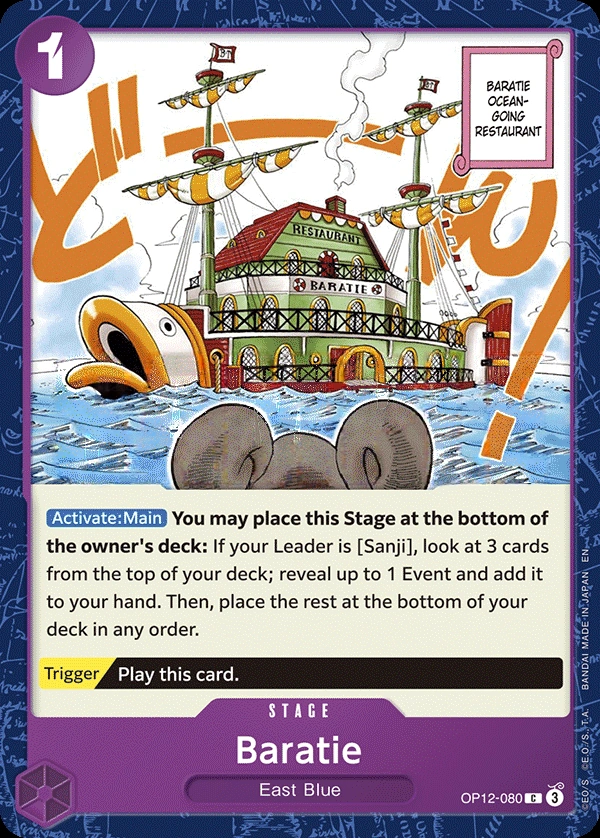 1
BARATIE
OCEAN-
GOING
RESTAURANT
ど
ー
ん
!
RESTAURANT
BARATIE
Activate:Main You may place this Stage at the bottom of
the owner's deck: If your Leader is [Sanji], look at 3 cards
from the top of your deck; reveal up to 1 Event and add it
to your hand. Then, place the rest at the bottom of your
deck in any order.
Trigger Play this card.
STAGE
Baratie
East Blue
OP12-080 C 3
©E.O./S. ©E.O./S.,T.A. BANDAI MADE IN JAPAN EN